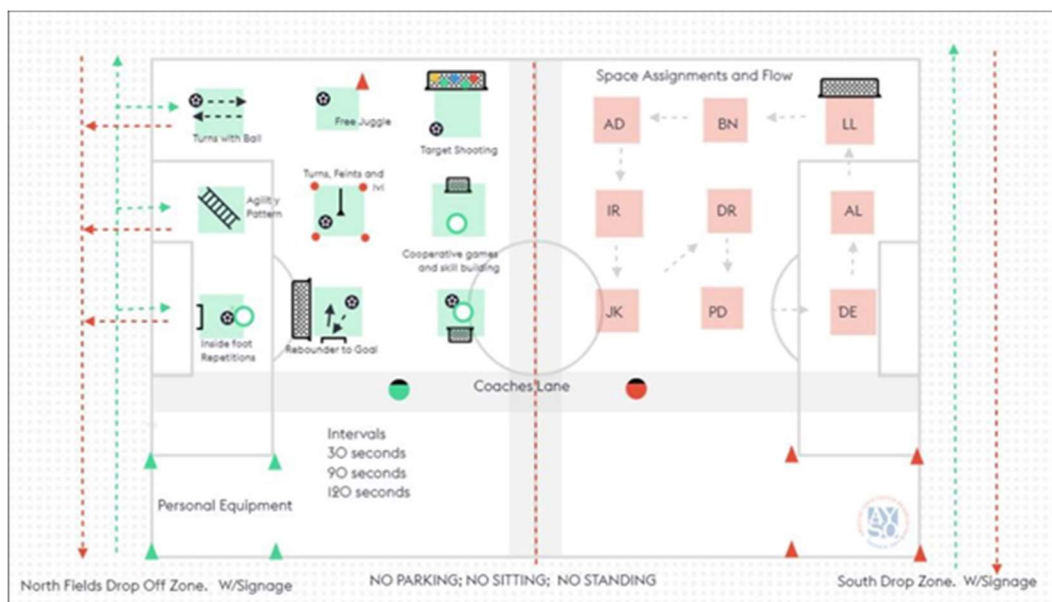 Space Assignments and Flow
Turns with Ball
Free Juggle
Target Shooting
AD
BN
LL
Turns, Feints and
lvl
Agility
Pattern
Cooperative games
and skill building
IR
DR
AL
Inside foot
Repetitions
Rebounder to Goal
JK
PD
DE
Coaches Lane
Intervals
30 seconds
90 seconds
120 seconds
Personal Equipment
AYSO
North Fields Drop Off Zone. W/Signage
NO PARKING; NO SITTING; NO STANDING
South Drop Zone. W/Signage